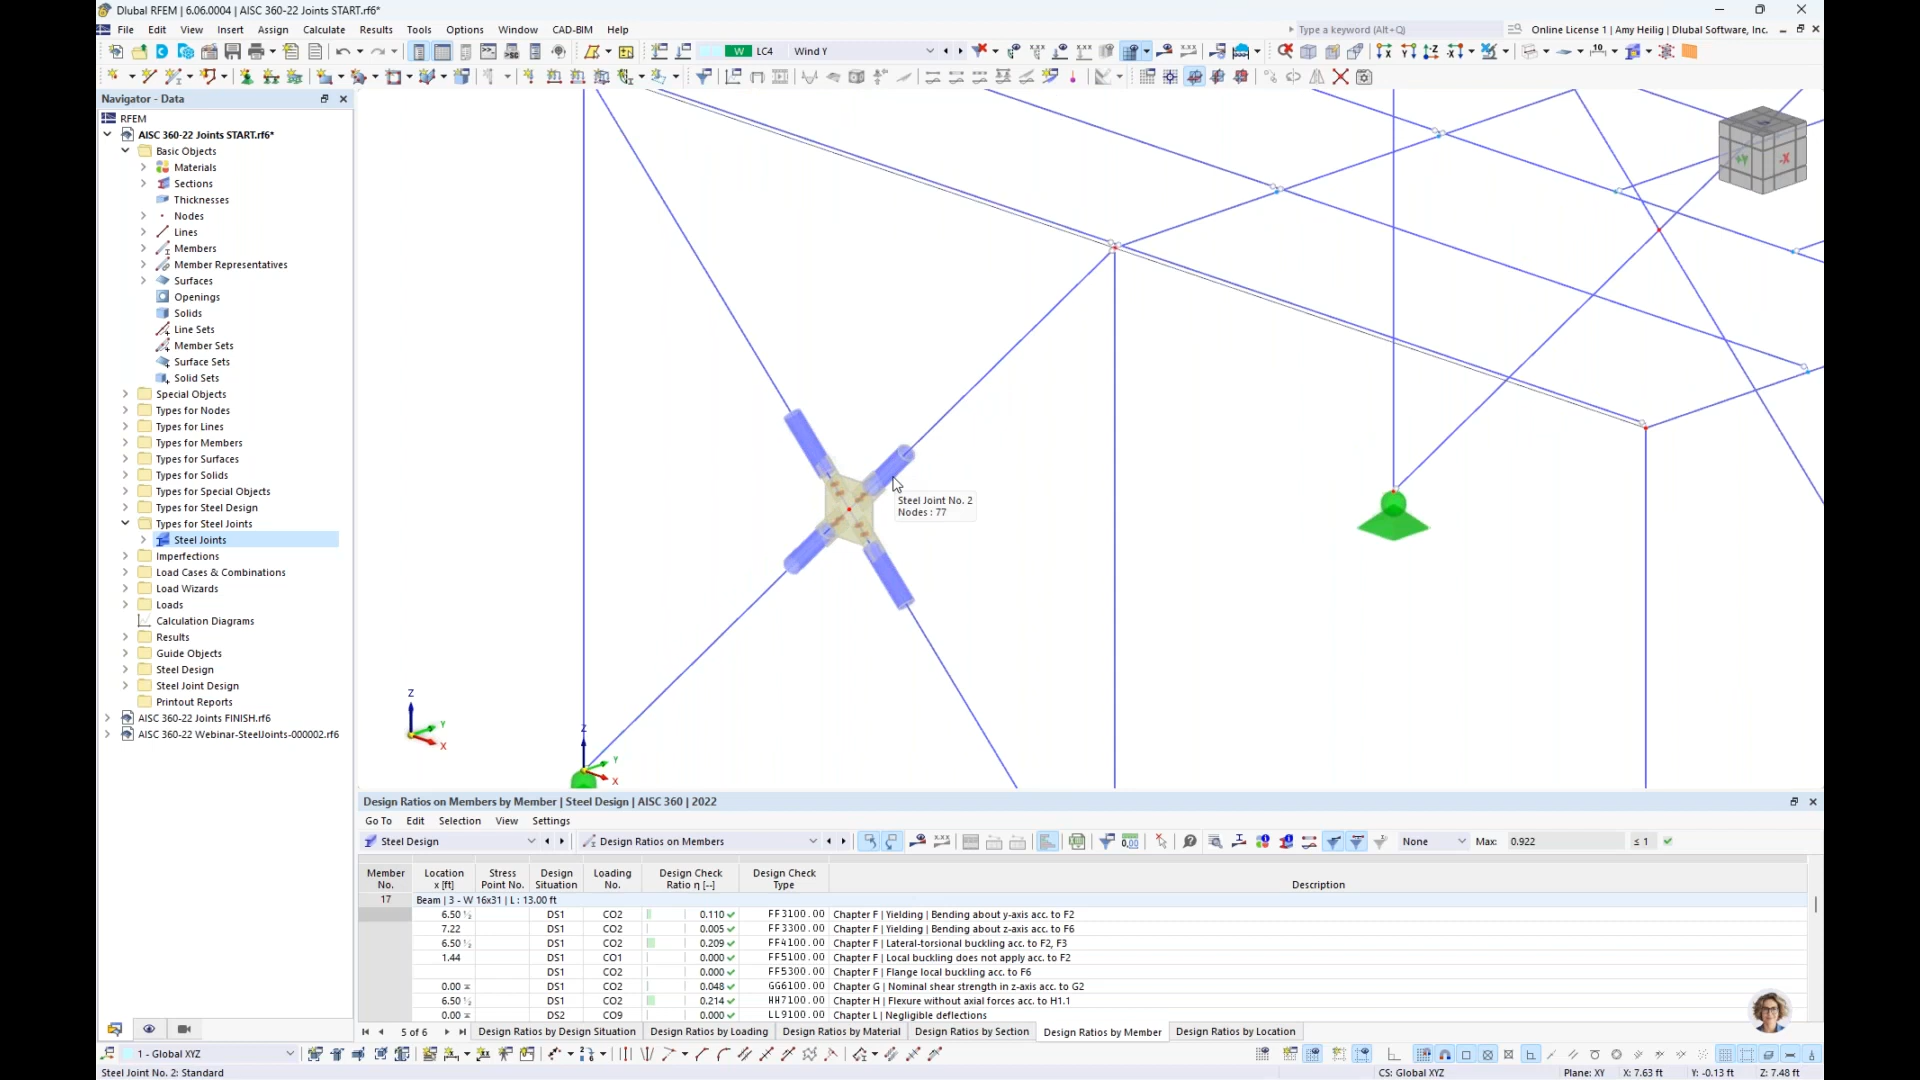 Dlubal RFEM | 6.06.0004 | AISC 360-22 Joints START.rf6*
File Edit View Insert Assign Calculate Results Tools Options Window CAD-BIM Help
Type a keyword (Alt+Q)
Online License 1 | Amy Heilig | Dlubal Software, Inc.
W LC4 Wind Y
Navigator - Data
RFEM
AISC 360-22 Joints START.rf6*
Basic Objects
Materials
Sections
Thicknesses
Nodes
Lines
Members
Member Representatives
Surfaces
Openings
Solids
Line Sets
Member Sets
Surface Sets
Solid Sets
Special Objects
Types for Nodes
Types for Lines
Types for Members
Types for Surfaces
Types for Solids
Types for Special Objects
Types for Steel Design
Types for Steel Joints
Steel Joints
Imperfections
Load Cases & Combinations
Load Wizards
Loads
Calculation Diagrams
Results
Guide Objects
Steel Design
Steel Joint Design
Printout Reports
AISC 360-22 Joints FINISH.rf6
AISC 360-22 Webinar-SteelJoints-000002.rf6
+Y -X
Steel Joint No. 2
Nodes : 77
Z
Y
X
Z
Y
X
Design Ratios on Members by Member | Steel Design | AISC 360 | 2022
Go To Edit Selection View Settings
Steel Design Design Ratios on Members None Max: 0.922 ≤ 1
Member Location Stress Design Loading Design Check Design Check
No. x [ft] Point No. Situation No. Ratio η [--] Type Description
17 Beam | 3 - W 16x31 | L : 13.00 ft
6.50 ½ DS1 CO2 0.110 FF3100.00 Chapter F | Yielding | Bending about y-axis acc. to F2
7.22 DS1 CO2 0.005 FF3300.00 Chapter F | Yielding | Bending about z-axis acc. to F6
6.50 ½ DS1 CO2 0.209 FF4100.00 Chapter F | Lateral-torsional buckling acc. to F2, F3
1.44 DS1 CO1 0.000 FF5100.00 Chapter F | Local buckling does not apply acc. to F2
DS1 CO2 0.000 FF5300.00 Chapter F | Flange local buckling acc. to F6
0.00 DS1 CO2 0.048 GG6100.00 Chapter G | Nominal shear strength in z-axis acc. to G2
6.50 ½ DS1 CO2 0.214 HH7100.00 Chapter H | Flexure without axial forces acc. to H1.1
0.00 DS2 CO9 0.000 LL9100.00 Chapter L | Negligible deflections
5 of 6 Design Ratios by Design Situation Design Ratios by Loading Design Ratios by Material Design Ratios by Section Design Ratios by Member Design Ratios by Location
1 - Global XYZ
Steel Joint No. 2: Standard CS: Global XYZ Plane: XY X: 7.63 ft Y: -0.13 ft Z: 7.48 ft